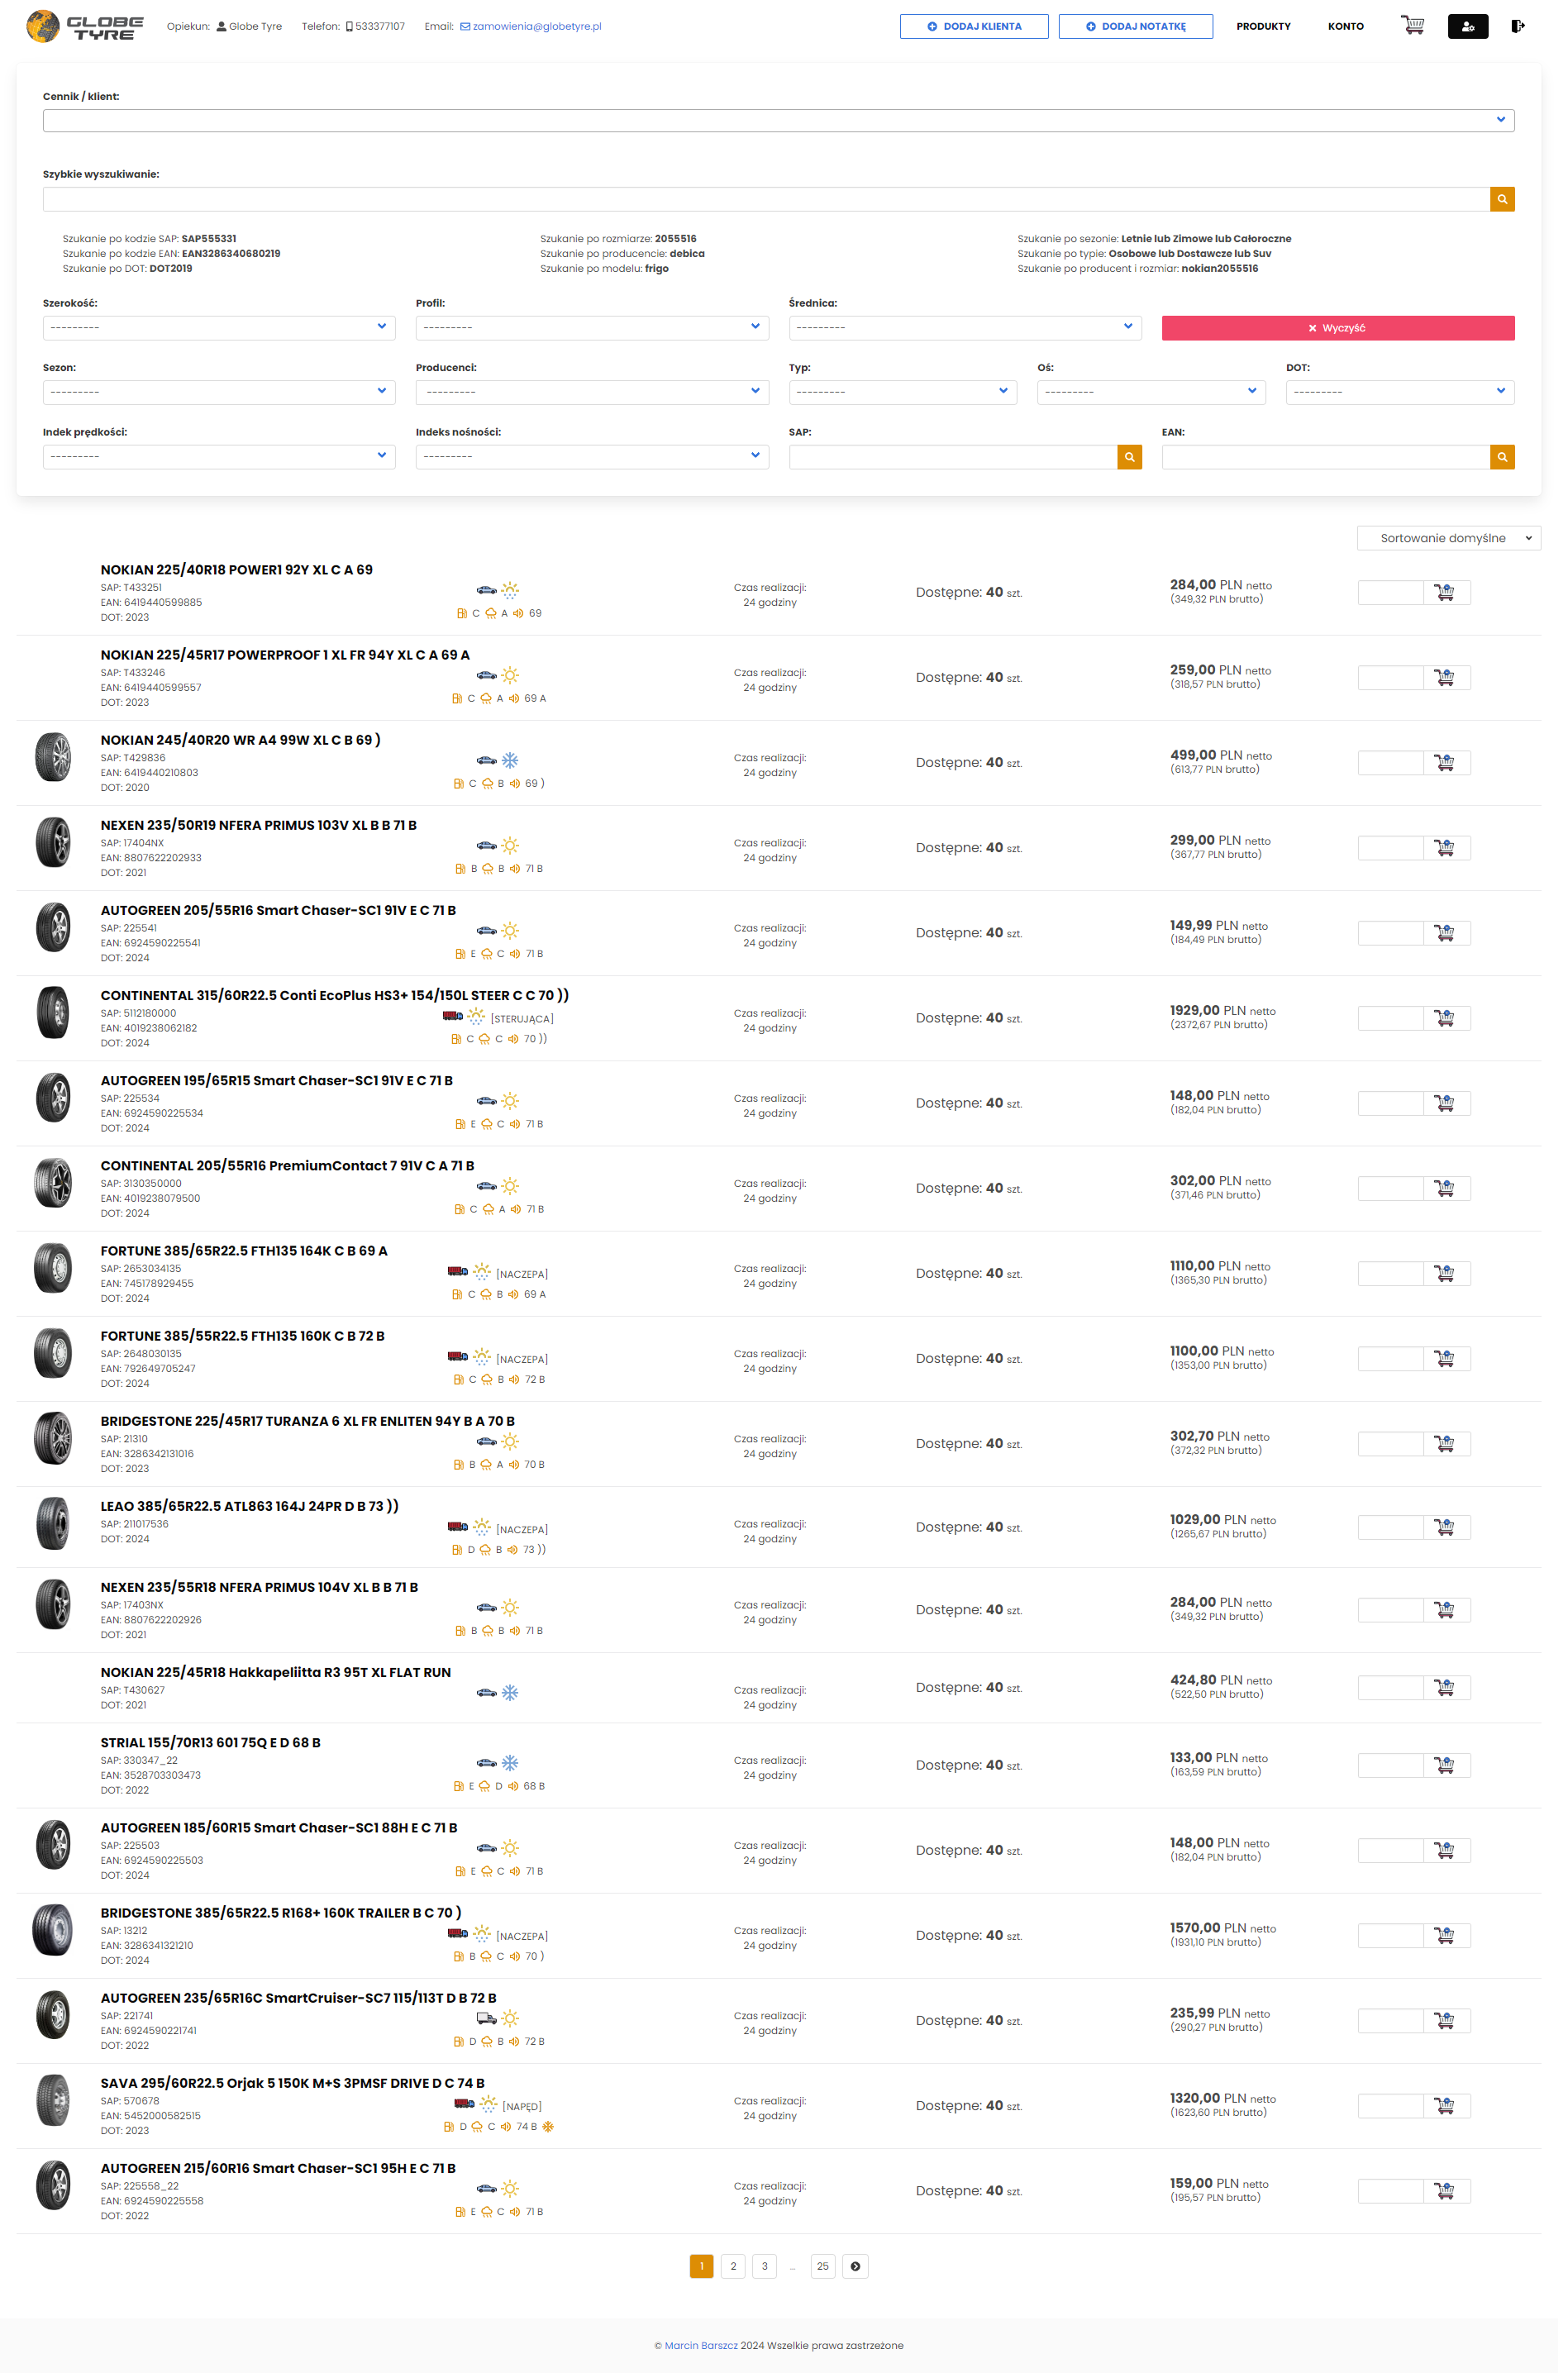 GLOBE TYRE Opiekun: Globe Tyre Telefon: 533377107 Email: zamowienia@globetyre.pl DODAJ KLIENTA DODAJ NOTATKĘ PRODUKTY KONTO
Cennik / klient:
Szybkie wyszukiwanie:
Szukanie po kodzie SAP: SAP555331 Szukanie po rozmiarze: 2055516 Szukanie po sezonie: Letnie lub Zimowe lub Całoroczne
Szukanie po kodzie EAN: EAN3286340680219 Szukanie po producencie: debica Szukanie po typie: Osobowe lub Dostawcze lub Suv
Szukanie po DOT: DOT2019 Szukanie po modelu: frigo Szukanie po producent i rozmiar: nokian2055516
Szerokość: Profil: Średnica:
--------- --------- --------- Wyczyść
Sezon: Producenci: Typ: Oś: DOT:
--------- --------- --------- --------- ---------
Indek prędkości: Indeks nośności: SAP: EAN:
--------- ---------
Sortowanie domyślne
NOKIAN 225/40R18 POWER1 92Y XL C A 69
SAP: T433251 Czas realizacji: 284,00 PLN netto
EAN: 6419440599885 24 godziny Dostępne: 40 szt. (349,32 PLN brutto)
DOT: 2023 C A 69
NOKIAN 225/45R17 POWERPROOF 1 XL FR 94Y XL C A 69 A
SAP: T433246 Czas realizacji: 259,00 PLN netto
EAN: 6419440599557 24 godziny Dostępne: 40 szt. (318,57 PLN brutto)
DOT: 2023 C A 69 A
NOKIAN 245/40R20 WR A4 99W XL C B 69 )
SAP: T429836 Czas realizacji: 499,00 PLN netto
EAN: 6419440210803 24 godziny Dostępne: 40 szt. (613,77 PLN brutto)
DOT: 2020 C B 69 )
NEXEN 235/50R19 NFERA PRIMUS 103V XL B B 71 B
SAP: 17404NX Czas realizacji: 299,00 PLN netto
EAN: 8807622202933 24 godziny Dostępne: 40 szt. (367,77 PLN brutto)
DOT: 2021 B B 71 B
AUTOGREEN 205/55R16 Smart Chaser-SC1 91V E C 71 B
SAP: 225541 Czas realizacji: 149,99 PLN netto
EAN: 6924590225541 24 godziny Dostępne: 40 szt. (184,49 PLN brutto)
DOT: 2024 E C 71 B
CONTINENTAL 315/60R22.5 Conti EcoPlus HS3+ 154/150L STEER C C 70 ))
SAP: 5112180000 [STERUJĄCA] Czas realizacji: 1929,00 PLN netto
EAN: 4019238062182 24 godziny Dostępne: 40 szt. (2372,67 PLN brutto)
DOT: 2024 C C 70 ))
AUTOGREEN 195/65R15 Smart Chaser-SC1 91V E C 71 B
SAP: 225534 Czas realizacji: 148,00 PLN netto
EAN: 6924590225534 24 godziny Dostępne: 40 szt. (182,04 PLN brutto)
DOT: 2024 E C 71 B
CONTINENTAL 205/55R16 PremiumContact 7 91V C A 71 B
SAP: 3130350000 Czas realizacji: 302,00 PLN netto
EAN: 4019238079500 24 godziny Dostępne: 40 szt. (371,46 PLN brutto)
DOT: 2024 C A 71 B
FORTUNE 385/65R22.5 FTH135 164K C B 69 A
SAP: 2653034135 [NACZEPA] Czas realizacji: 1110,00 PLN netto
EAN: 745178929455 24 godziny Dostępne: 40 szt. (1365,30 PLN brutto)
DOT: 2024 C B 69 A
FORTUNE 385/55R22.5 FTH135 160K C B 72 B
SAP: 2648030135 [NACZEPA] Czas realizacji: 1100,00 PLN netto
EAN: 792649705247 24 godziny Dostępne: 40 szt. (1353,00 PLN brutto)
DOT: 2024 C B 72 B
BRIDGESTONE 225/45R17 TURANZA 6 XL FR ENLITEN 94Y B A 70 B
SAP: 21310 Czas realizacji: 302,70 PLN netto
EAN: 3286342131016 24 godziny Dostępne: 40 szt. (372,32 PLN brutto)
DOT: 2023 B A 70 B
LEAO 385/65R22.5 ATL863 164J 24PR D B 73 ))
SAP: 211017536 [NACZEPA] Czas realizacji: 1029,00 PLN netto
DOT: 2024 24 godziny Dostępne: 40 szt. (1265,67 PLN brutto)
D B 73 ))
NEXEN 235/55R18 NFERA PRIMUS 104V XL B B 71 B
SAP: 17403NX Czas realizacji: 284,00 PLN netto
EAN: 8807622202926 24 godziny Dostępne: 40 szt. (349,32 PLN brutto)
DOT: 2021 B B 71 B
NOKIAN 225/45R18 Hakkapeliitta R3 95T XL FLAT RUN
SAP: T430627 Czas realizacji: 424,80 PLN netto
DOT: 2021 24 godziny Dostępne: 40 szt. (522,50 PLN brutto)
STRIAL 155/70R13 601 75Q E D 68 B
SAP: 330347_22 Czas realizacji: 133,00 PLN netto
EAN: 3528703303473 24 godziny Dostępne: 40 szt. (163,59 PLN brutto)
DOT: 2022 E D 68 B
AUTOGREEN 185/60R15 Smart Chaser-SC1 88H E C 71 B
SAP: 225503 Czas realizacji: 148,00 PLN netto
EAN: 6924590225503 24 godziny Dostępne: 40 szt. (182,04 PLN brutto)
DOT: 2024 E C 71 B
BRIDGESTONE 385/65R22.5 R168+ 160K TRAILER B C 70 )
SAP: 13212 [NACZEPA] Czas realizacji: 1570,00 PLN netto
EAN: 3286341321210 24 godziny Dostępne: 40 szt. (1931,10 PLN brutto)
DOT: 2024 B C 70 )
AUTOGREEN 235/65R16C SmartCruiser-SC7 115/113T D B 72 B
SAP: 221741 Czas realizacji: 235,99 PLN netto
EAN: 6924590221741 24 godziny Dostępne: 40 szt. (290,27 PLN brutto)
DOT: 2022 D B 72 B
SAVA 295/60R22.5 Orjak 5 150K M+S 3PMSF DRIVE D C 74 B
SAP: 570678 [NAPĘD] Czas realizacji: 1320,00 PLN netto
EAN: 5452000582515 24 godziny Dostępne: 40 szt. (1623,60 PLN brutto)
DOT: 2023 D C 74 B
AUTOGREEN 215/60R16 Smart Chaser-SC1 95H E C 71 B
SAP: 225558_22 Czas realizacji: 159,00 PLN netto
EAN: 6924590225558 24 godziny Dostępne: 40 szt. (195,57 PLN brutto)
DOT: 2022 E C 71 B
1 2 3 … 25
© Marcin Barszcz 2024 Wszelkie prawa zastrzeżone